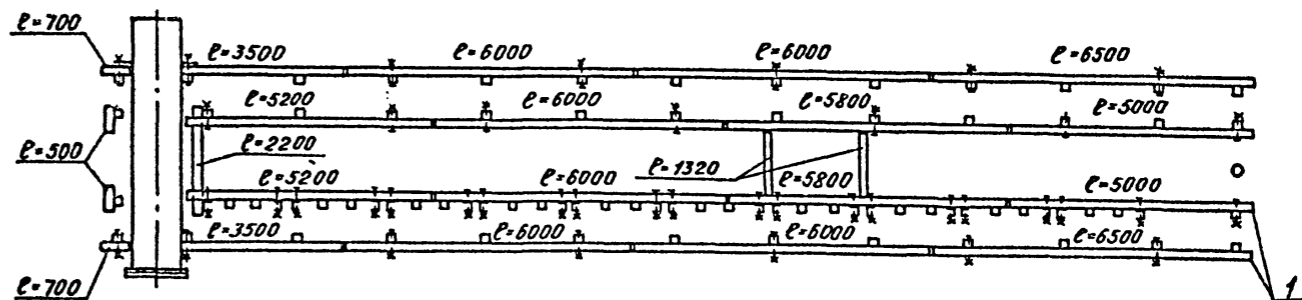 ℓ=700
ℓ=3500 ℓ=6000 ℓ=6000 ℓ=6500
ℓ=5200 ℓ=6000 ℓ=5800 ℓ=5000
ℓ=500 ℓ=2200 ℓ=1320
ℓ=5200 ℓ=6000 ℓ=5800 ℓ=5000
ℓ=3500 ℓ=6000 ℓ=6000 ℓ=6500
ℓ=700 1